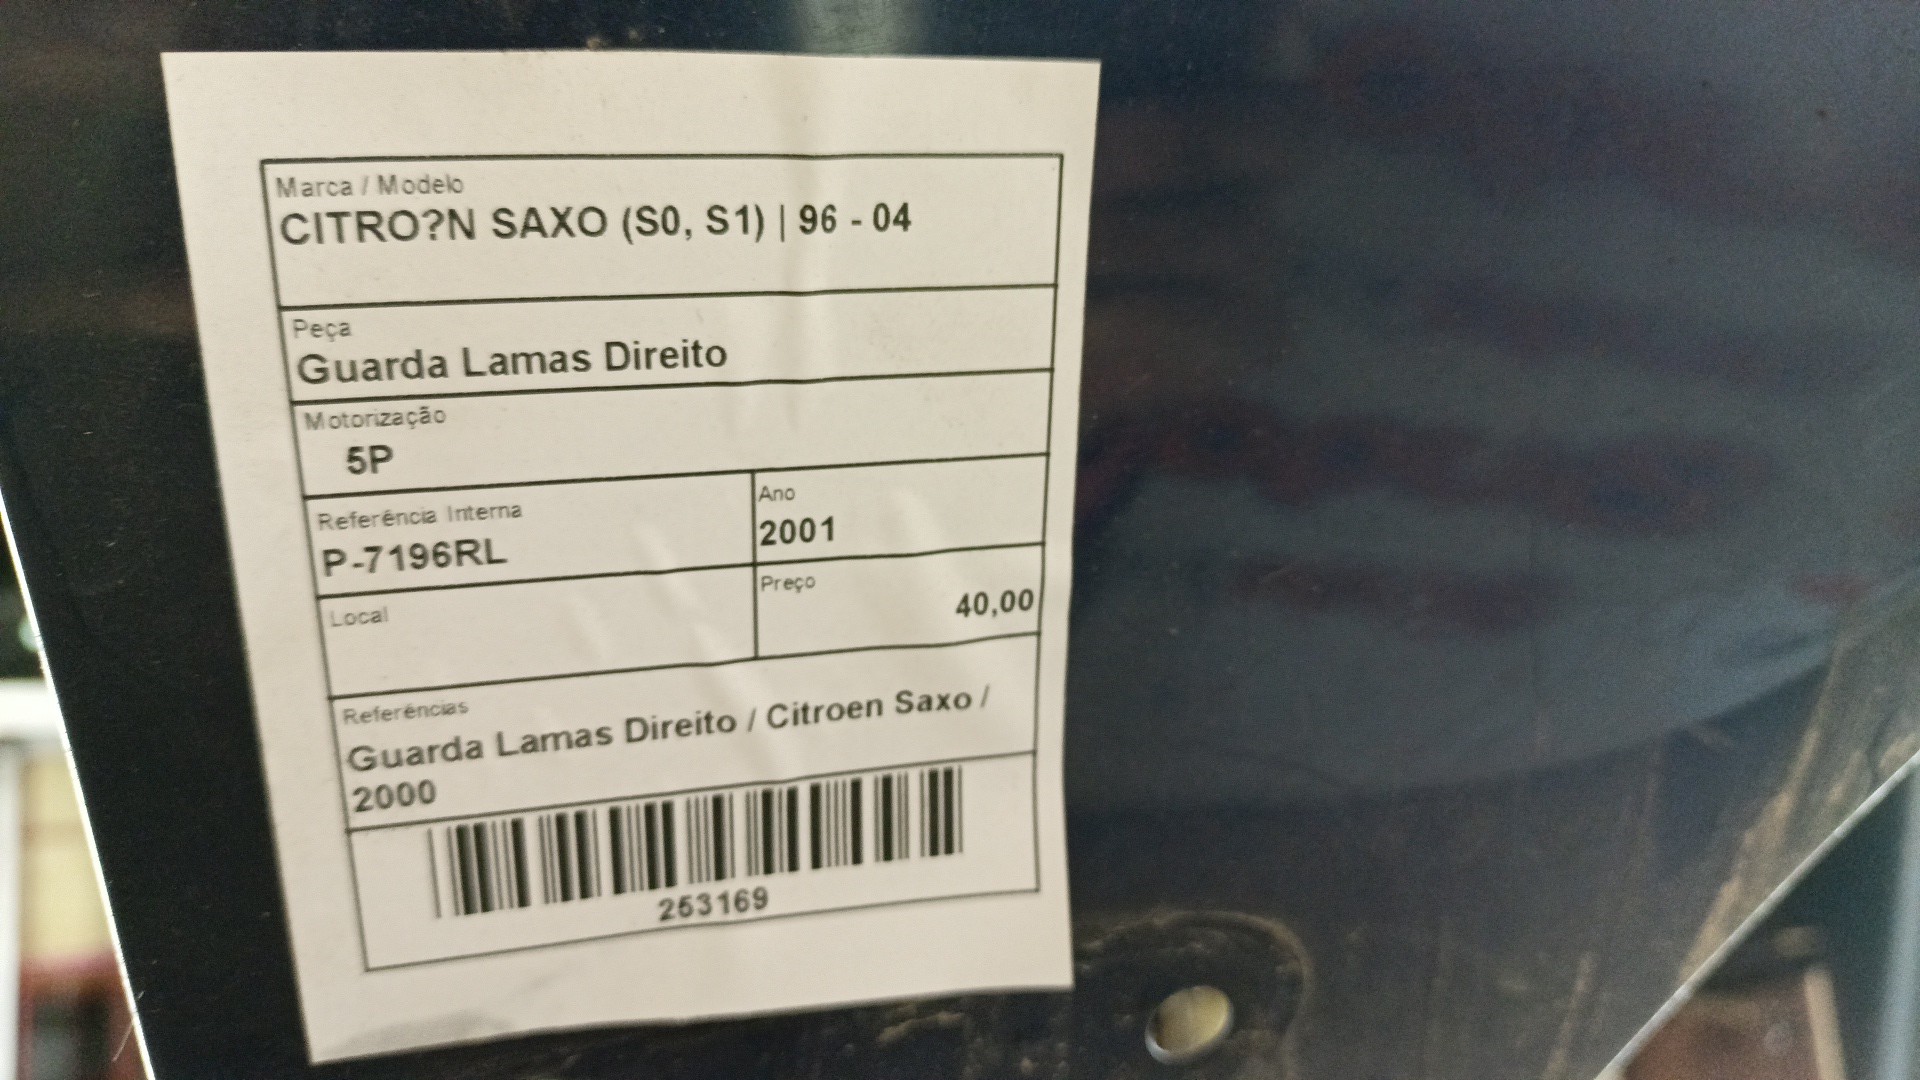 Marca / Modelo
CITRO?N SAXO (S0, S1) | 96 - 04
Peça
Guarda Lamas Direito
Motorização
5P
Referência Interna
P-7196RL
Ano
2001
Local
Preço
40,00
Referências
Guarda Lamas Direito / Citroen Saxo /
2000
253169